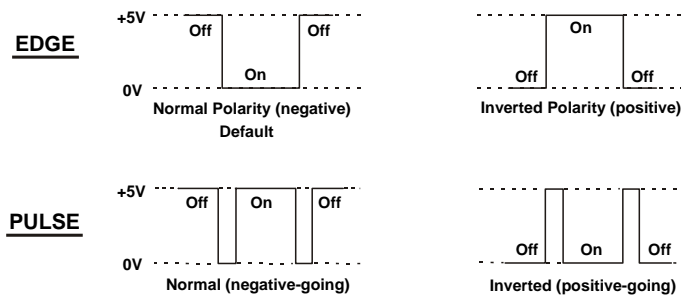 +5V
Off
Off
On
EDGE
On
Off
Off
0V
Normal Polarity (negative)
Default
Inverted Polarity (positive)
+5V
Off
On
Off
PULSE
Off
On
Off
0V
Normal (negative-going)
Inverted (positive-going)